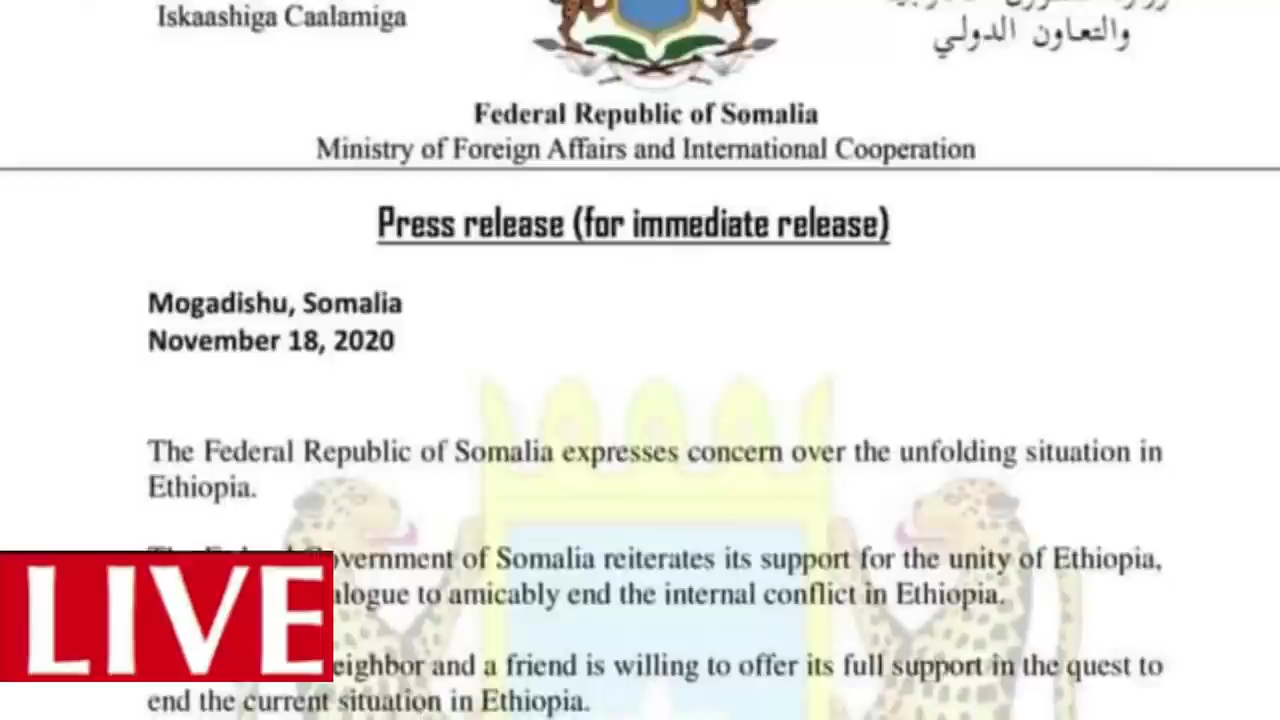 Iskaashiga Caalamiga
والتعاون الدولي
Federal Republic of Somalia
Ministry of Foreign Affairs and International Cooperation
Press release (for immediate release)
Mogadishu, Somalia
November 18, 2020
The Federal Republic of Somalia expresses concern over the unfolding situation in
Ethiopia.
of Somalia reiterates its support for the unity of Ethiopia,
to amicably end the internal conflict in Ethiopia.
LIVE
and a friend is willing to offer its full support in the quest to
end the current situation in Ethiopia.